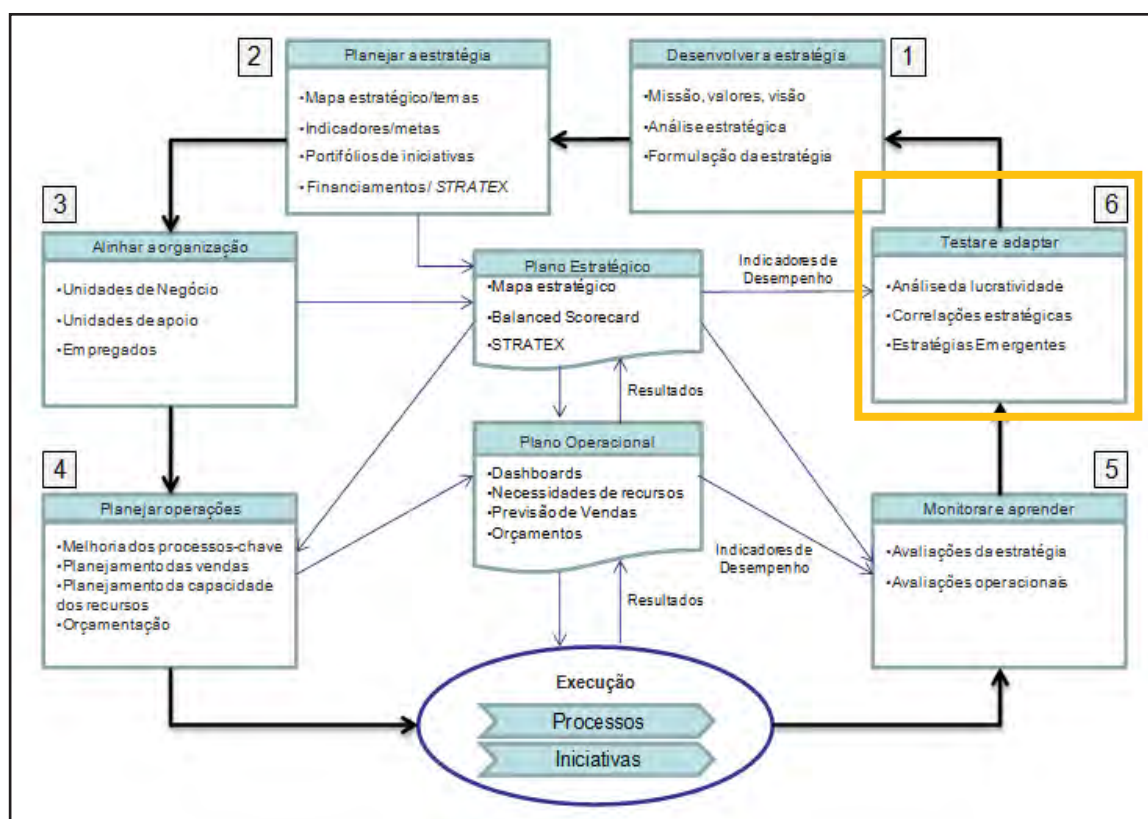 2
Planejar a estratégia
•Mapa estratégico/temas
•Indicadores/metas
•Portifólios de iniciativas
•Financiamentos / STRATEX
Desenvolver a estratégia
1
•Missão, valores, visão
•Análise estratégica
•Formulação da estratégia
3
Alinhar a organização
•Unidades de Negócio
•Unidades de apoio
•Empregados
Plano Estratégico
•Mapa estratégico
•Balanced Scorecard
•STRATEX
Indicadores de
Desempenho
6
Testar e adaptar
•Análise da lucratividade
•Correlações estratégicas
•Estratégias Emergentes
Resultados
4
Planejar operações
•Melhoria dos processos-chave
•Planejamento das vendas
•Planejamento da capacidade
dos recursos
•Orçamentação
Plano Operacional
•Dashboards
•Necessidades de recursos
•Previsão de Vendas
•Orçamentos
Indicadores de
Desempenho
5
Monitorar e aprender
•Avaliações da estratégia
•Avaliações operacionais
Resultados
Execução
Processos
Iniciativas